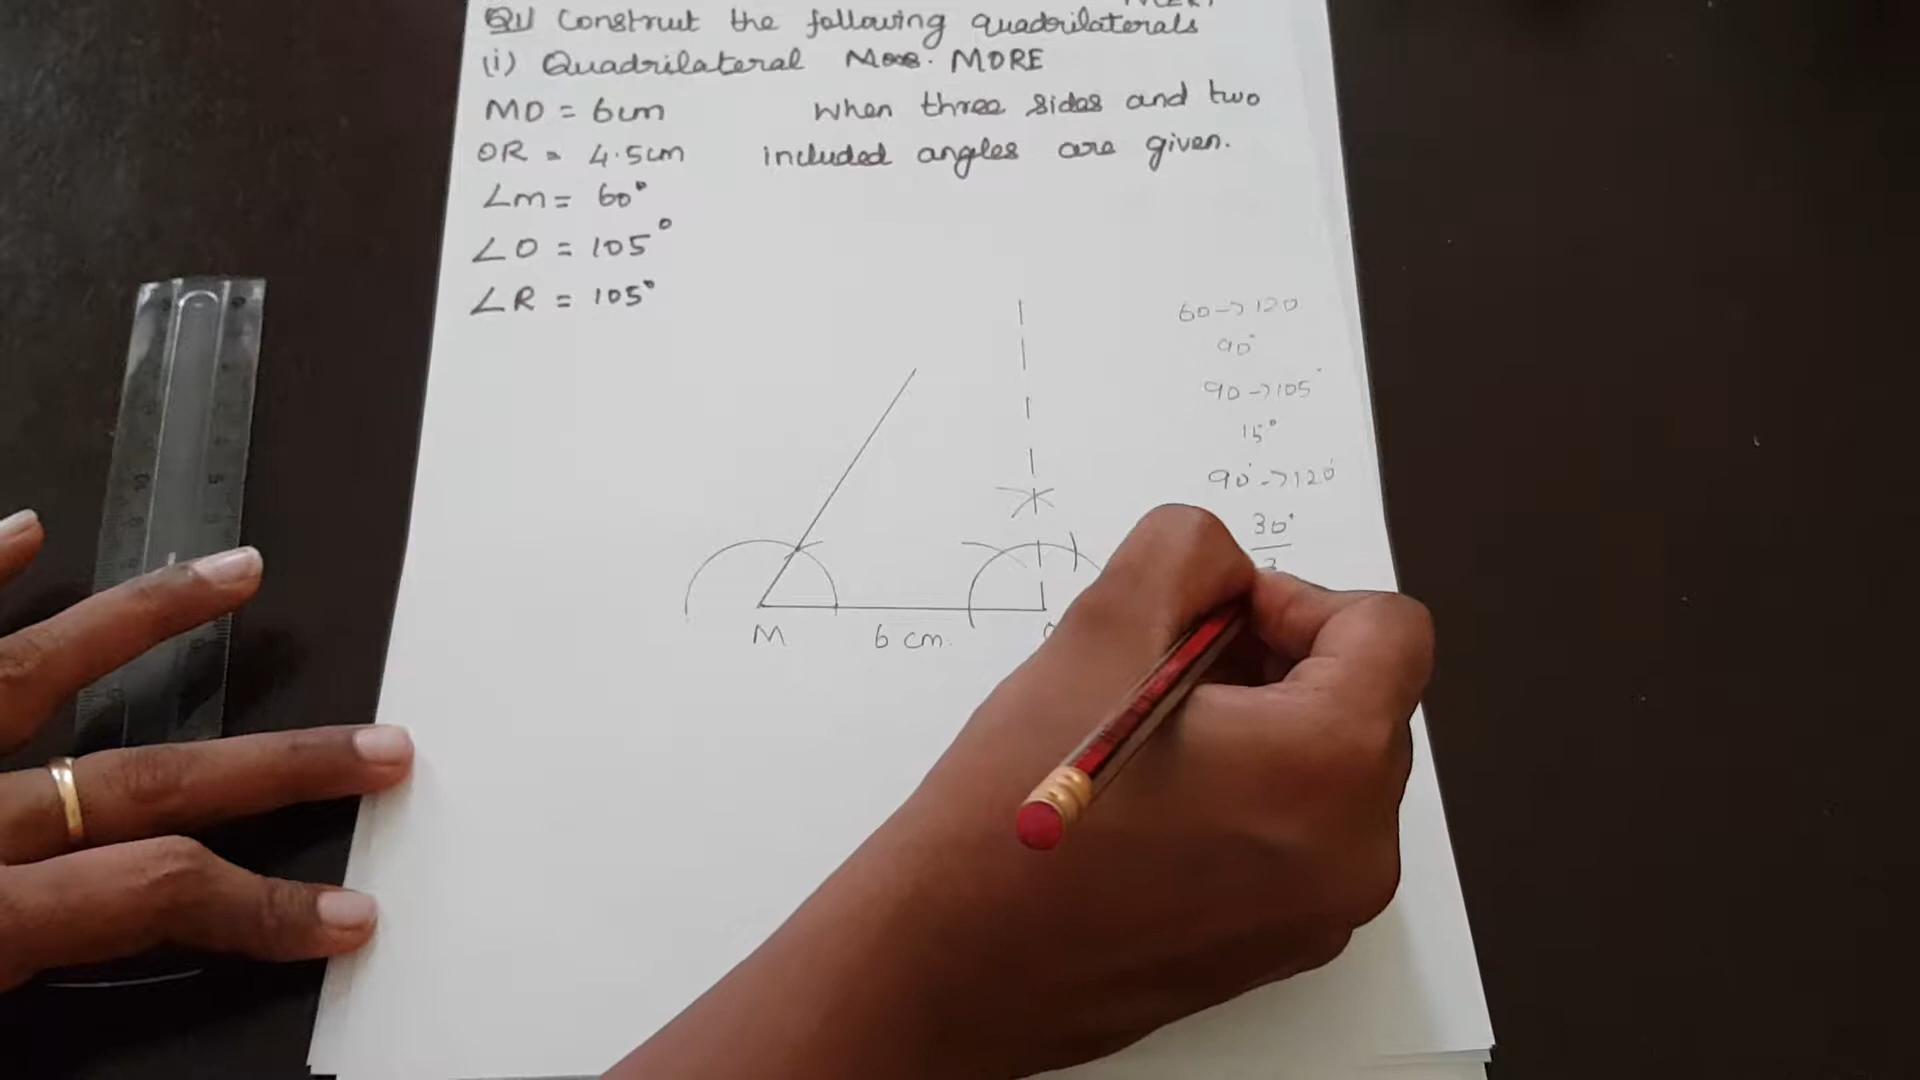 Q1) Construct the following quadrilaterals
(i) Quadrilateral MORE
MO = 6cm
when three sides and two
OR = 4.5cm
included angles are given.
∠M = 60°
∠O = 105°
∠R = 105°
60->120
90°
90->105°
15°
90°->120°
30°
M
6 cm.